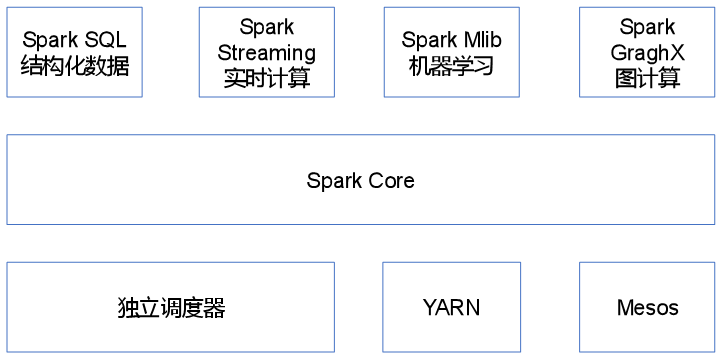 Spark SQL
结构化数据
Spark
Streaming
实时计算
Spark Mlib
机器学习
Spark
GraghX
图计算
Spark Core
独立调度器
YARN
Mesos